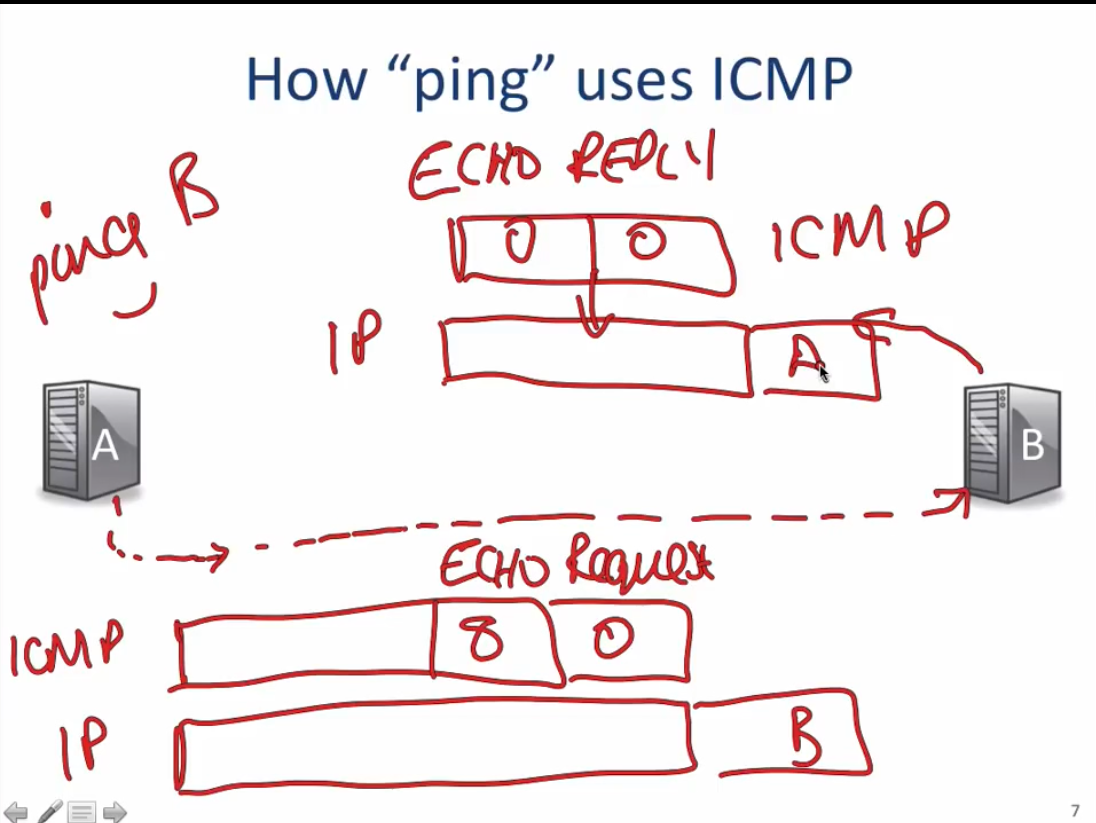 How “ping” uses ICMP
ECHO REPLY
ping B
0 0 ICMP
IP A
A B
ECHO Request
ICMP 8 0
IP B
7